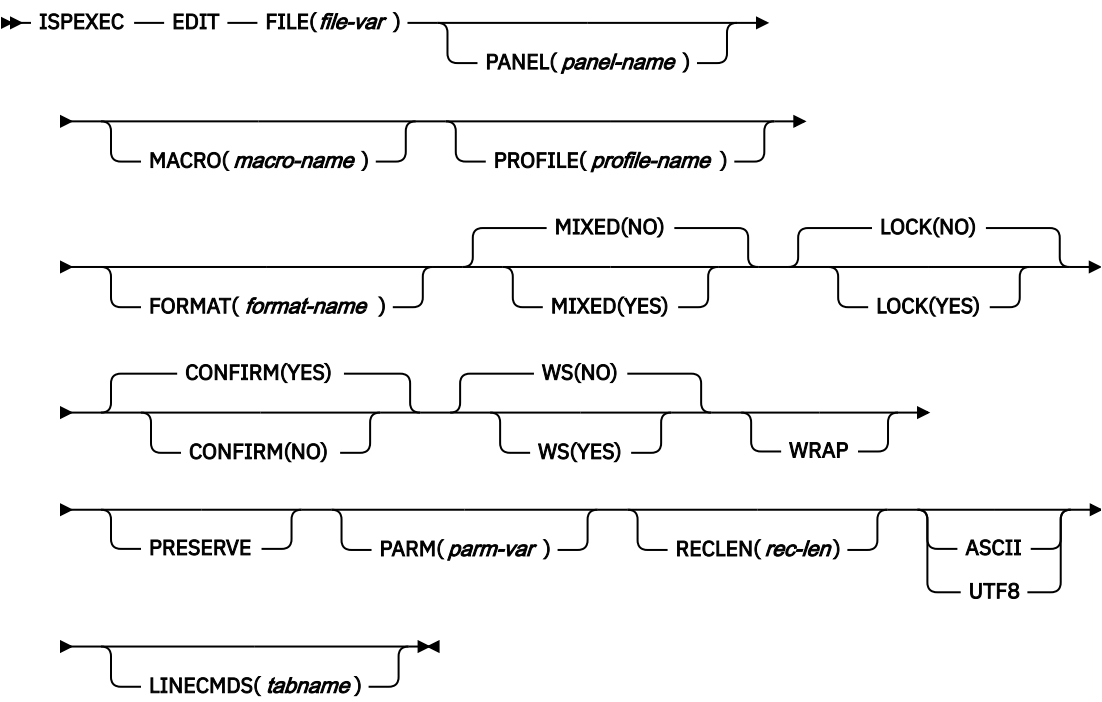 ISPEXEC EDIT FILE(file-var )
PANEL( panel-name )
MACRO( macro-name ) PROFILE( profile-name )
MIXED(NO) LOCK(NO)
FORMAT( format-name ) MIXED(YES) LOCK(YES)
CONFIRM(YES) WS(NO)
CONFIRM(NO) WS(YES) WRAP
PRESERVE PARM( parm-var ) RECLEN( rec-len) ASCII
UTF8
LINECMDS( tabname )